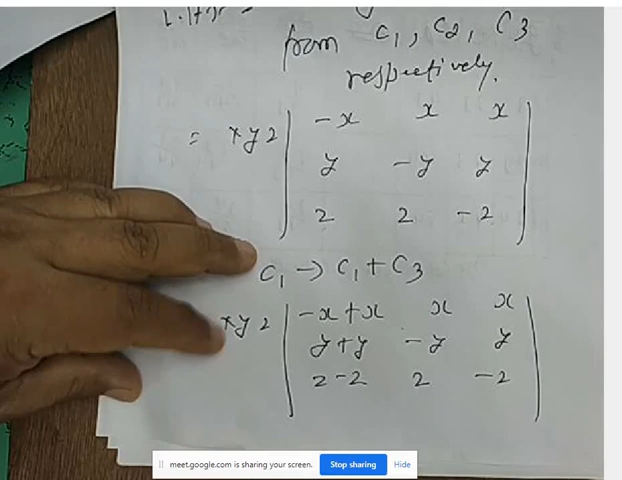 from C1, C2, C3
respectively.
= xyz | -x x x |
| y -y y |
| z z -z |
C1 → C1 + C3
xyz | -x+x x x |
| y+y -y y |
| z-z z -z |
meet.google.com is sharing your screen. Stop sharing Hide